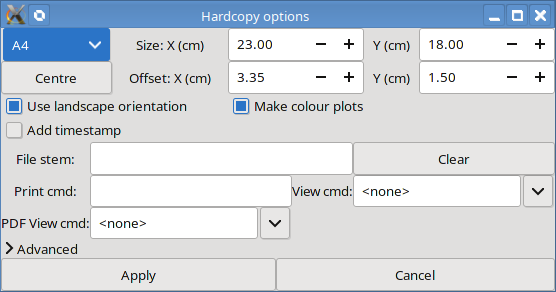 Hardcopy options
A4 Size: X (cm) 23.00 − + Y (cm) 18.00 − +
Centre Offset: X (cm) 3.35 − + Y (cm) 1.50 − +
Use landscape orientation Make colour plots
Add timestamp
File stem: Clear
Print cmd: View cmd: <none>
PDF View cmd: <none>
Advanced
Apply Cancel